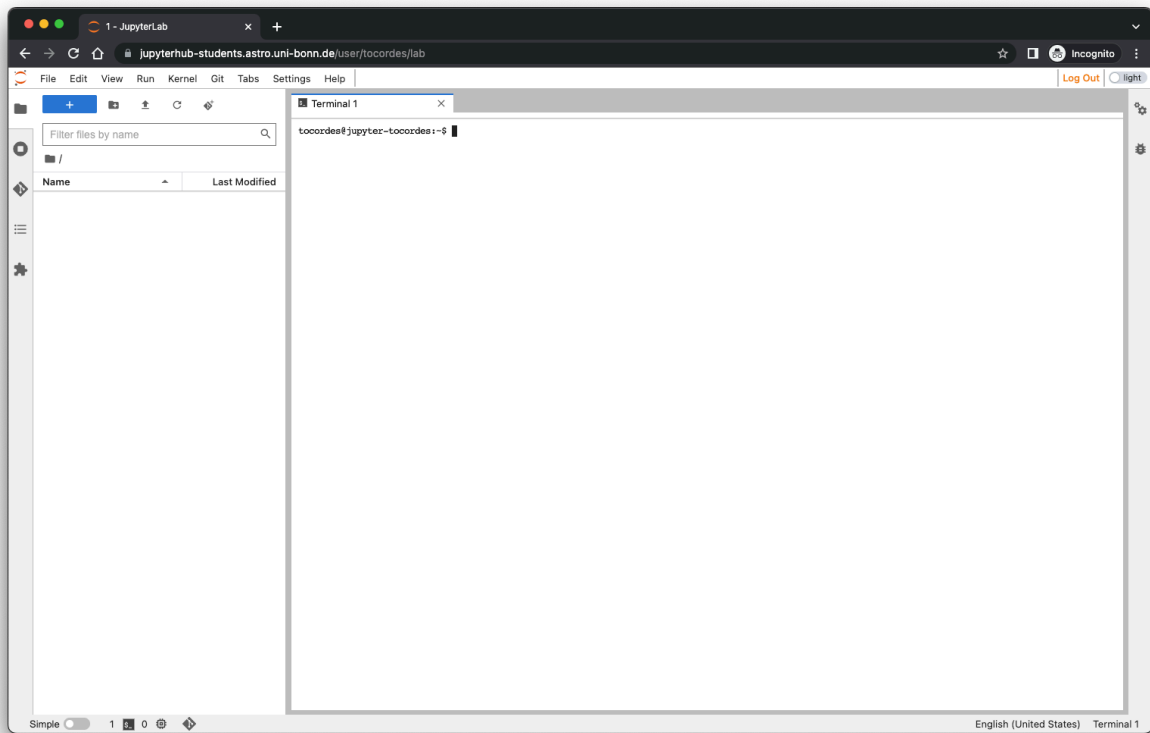 1 - JupyterLab
jupyterhub-students.astro.uni-bonn.de/user/tocordes/lab
Incognito
File Edit View Run Kernel Git Tabs Settings Help
Log Out
light
Terminal 1
Filter files by name
/
Name
Last Modified
tocordes@jupyter-tocordes:~$
Simple
1
$_
0
English (United States)
Terminal 1